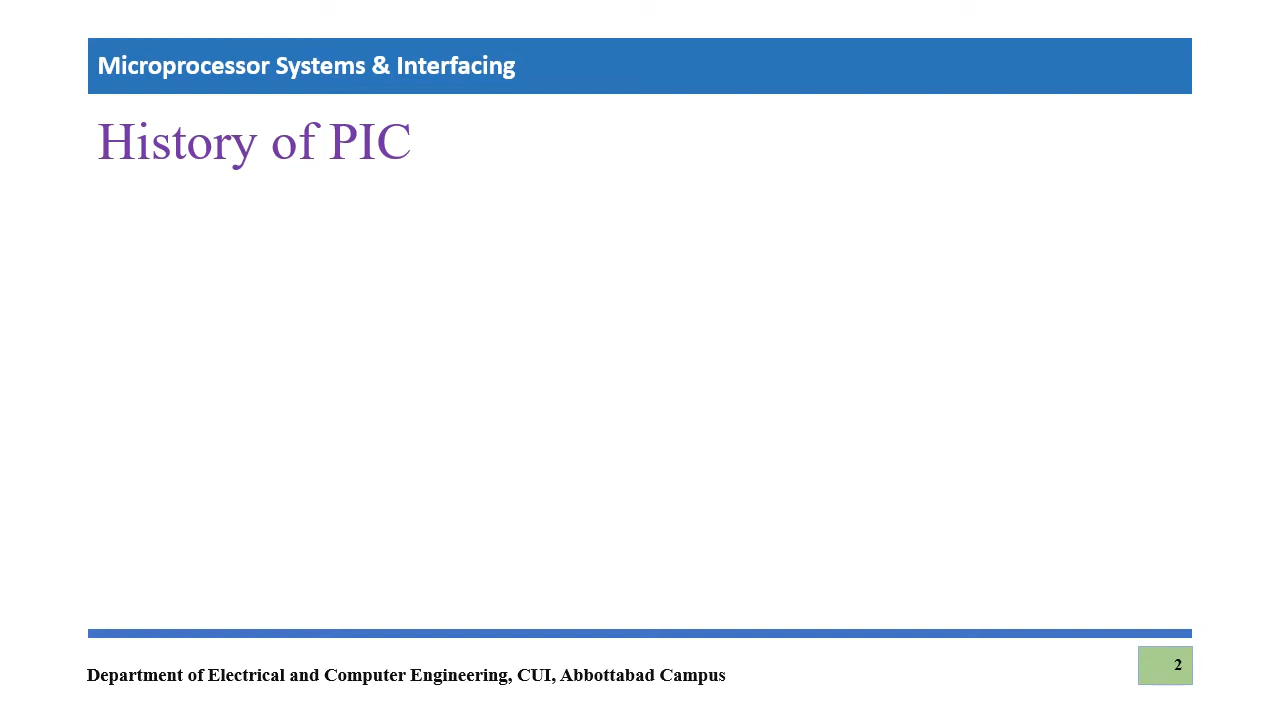 Microprocessor Systems & Interfacing
History of PIC
Department of Electrical and Computer Engineering, CUI, Abbottabad Campus
2